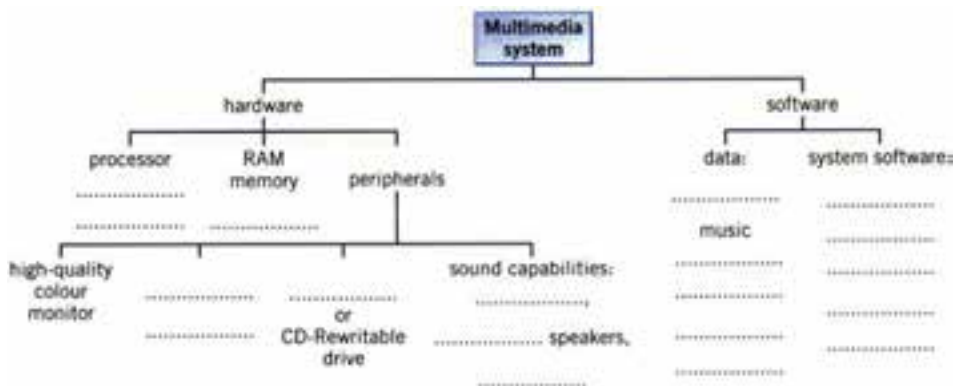 Multimedia
system
hardware
software
processor
RAM
memory
peripherals
data:
system software:
music
high-quality
colour
monitor
or
CD-Rewritable
drive
sound capabilities:
speakers,